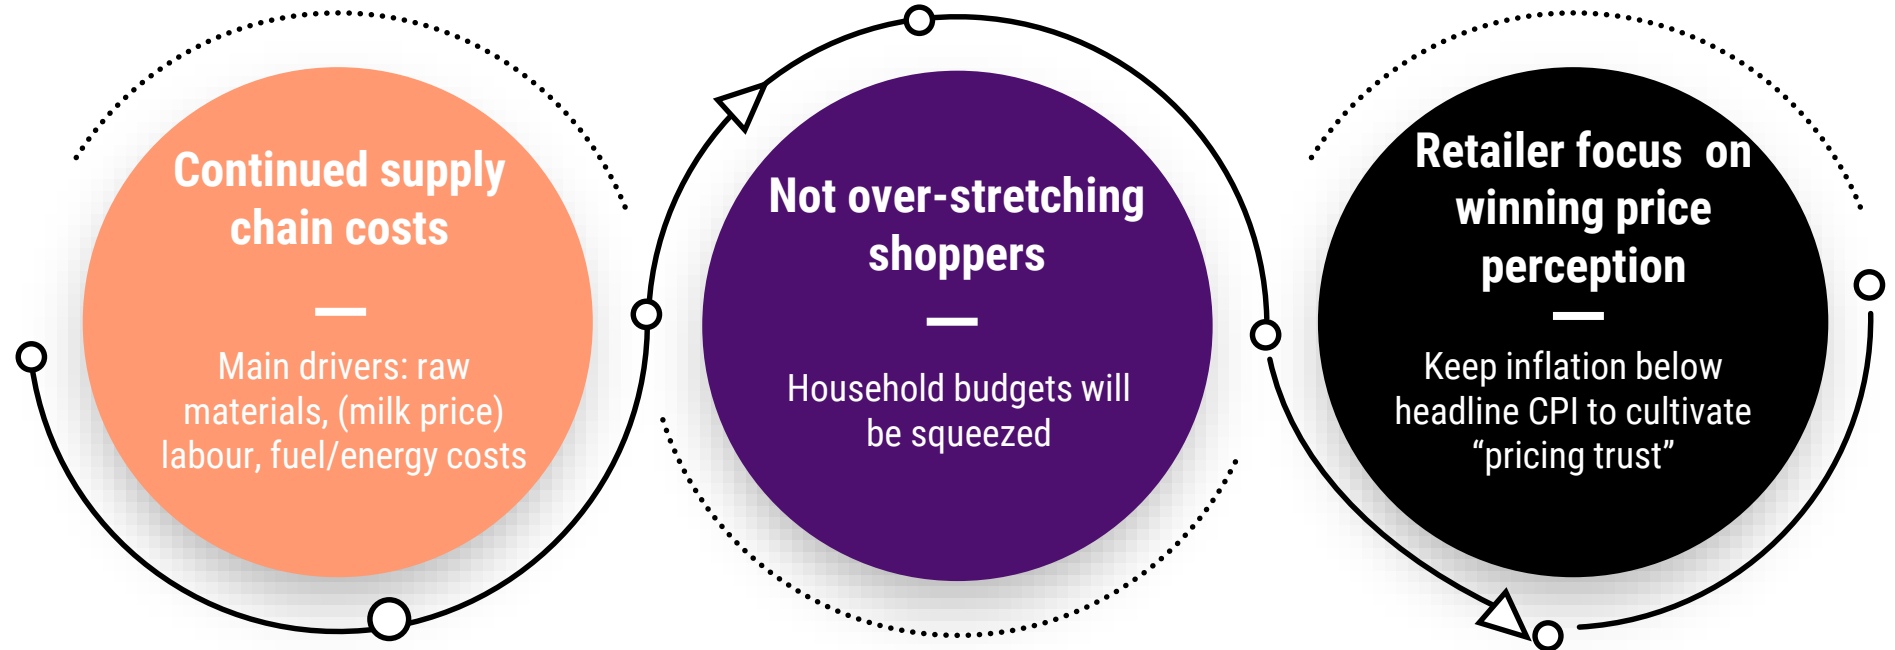 Continued supply
chain costs
Main drivers: raw
materials, (milk price)
labour, fuel/energy costs
Not over-stretching
shoppers
Household budgets will
be squeezed
Retailer focus  on
winning price
perception
Keep inflation below
headline CPI to cultivate
“pricing trust”